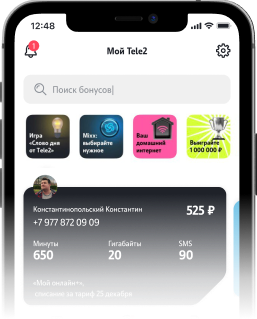 12:48
1
Мой Tele2
Поиск бонусов
Игра
«Слово дня
от Tele2»
Mixx:
выбирайте
нужное
Ваш
домашний
интернет
Выиграйте
1 000 000 ₽
Константинопольский Константин
525 ₽
+7 977 872 09 09
Минуты
Гигабайты
SMS
650
20
90
«Мой онлайн+»,
списание за тариф 25 декабря